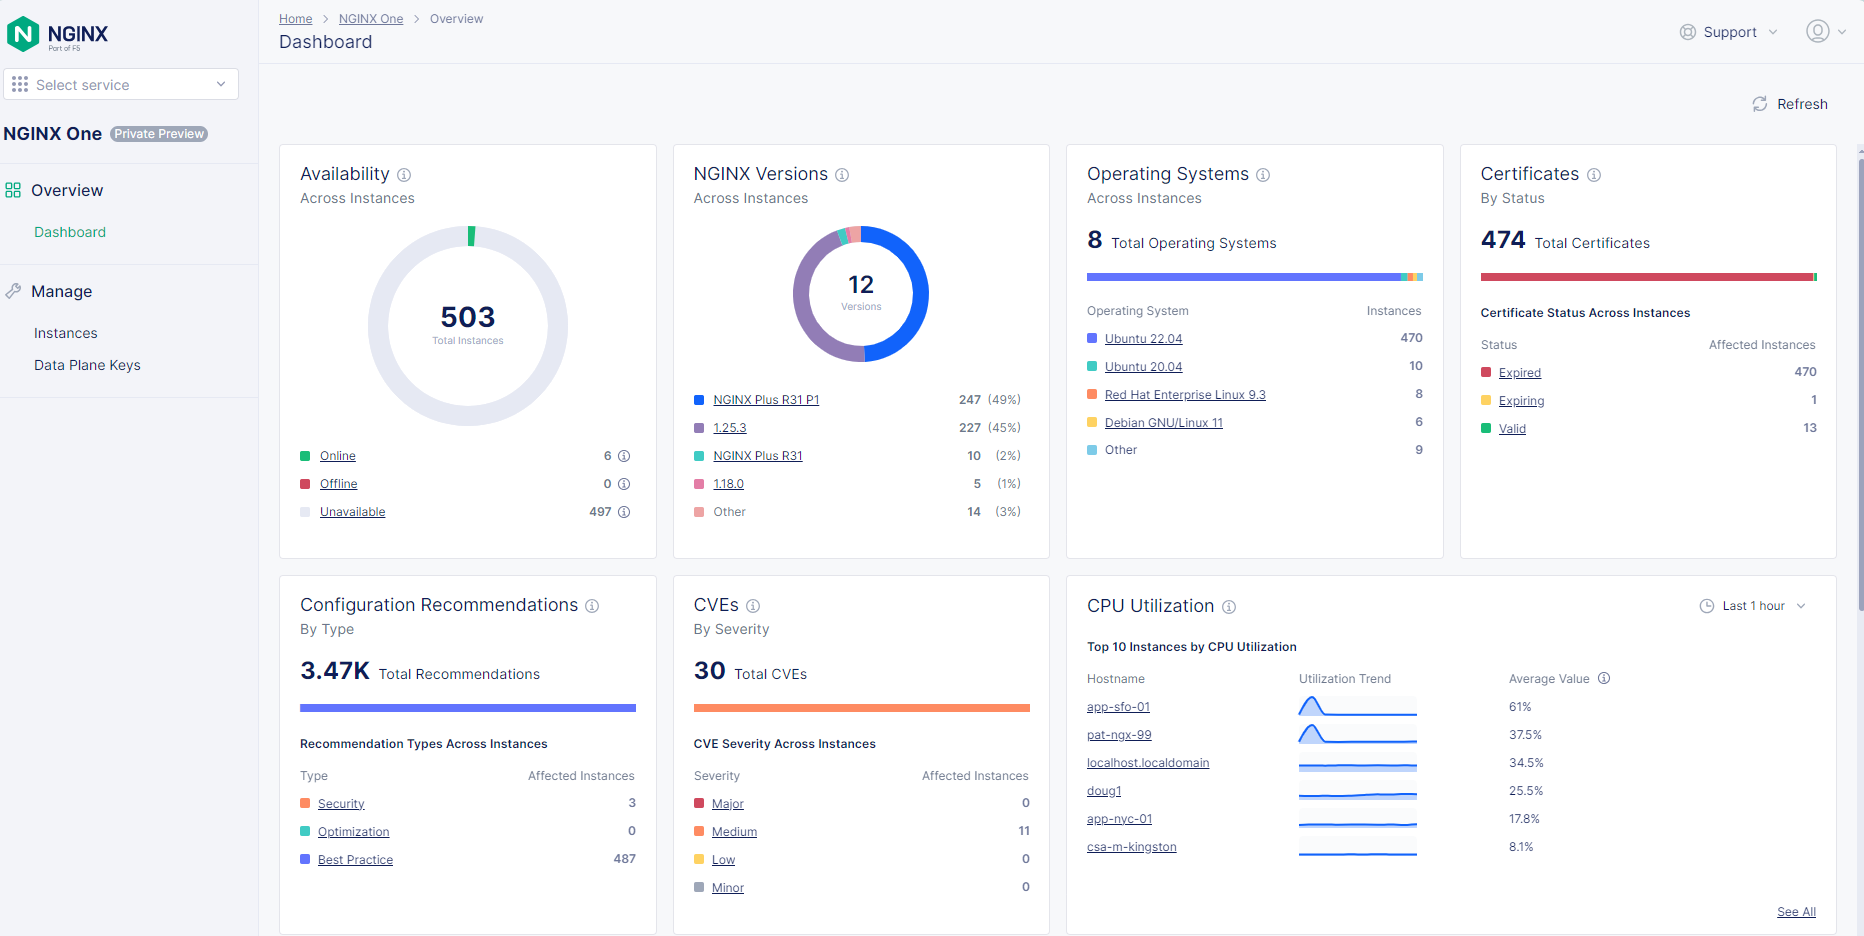 NGINX
Part of F5
Select service
NGINX One Private Preview
Overview
Dashboard
Manage
Instances
Data Plane Keys
Home > NGINX One > Overview
Dashboard
Support
Refresh
Availability
Across Instances
503
Total Instances
Online 6
Offline 0
Unavailable 497
NGINX Versions
Across Instances
12
Versions
NGINX Plus R31 P1 247 (49%)
1.25.3 227 (45%)
NGINX Plus R31 10 (2%)
1.18.0 5 (1%)
Other 14 (3%)
Operating Systems
Across Instances
8 Total Operating Systems
Operating System Instances
Ubuntu 22.04 470
Ubuntu 20.04 10
Red Hat Enterprise Linux 9.3 8
Debian GNU/Linux 11 6
Other 9
Certificates
By Status
474 Total Certificates
Certificate Status Across Instances
Status Affected Instances
Expired 470
Expiring 1
Valid 13
Configuration Recommendations
By Type
3.47K Total Recommendations
Recommendation Types Across Instances
Type Affected Instances
Security 3
Optimization 0
Best Practice 487
CVEs
By Severity
30 Total CVEs
CVE Severity Across Instances
Severity Affected Instances
Major 0
Medium 11
Low 0
Minor 0
CPU Utilization
Last 1 hour
Top 10 Instances by CPU Utilization
Hostname Utilization Trend Average Value
app-sfo-01 61%
pat-ngx-99 37.5%
localhost.localdomain 34.5%
doug1 25.5%
app-nyc-01 17.8%
csa-m-kingston 8.1%
See All